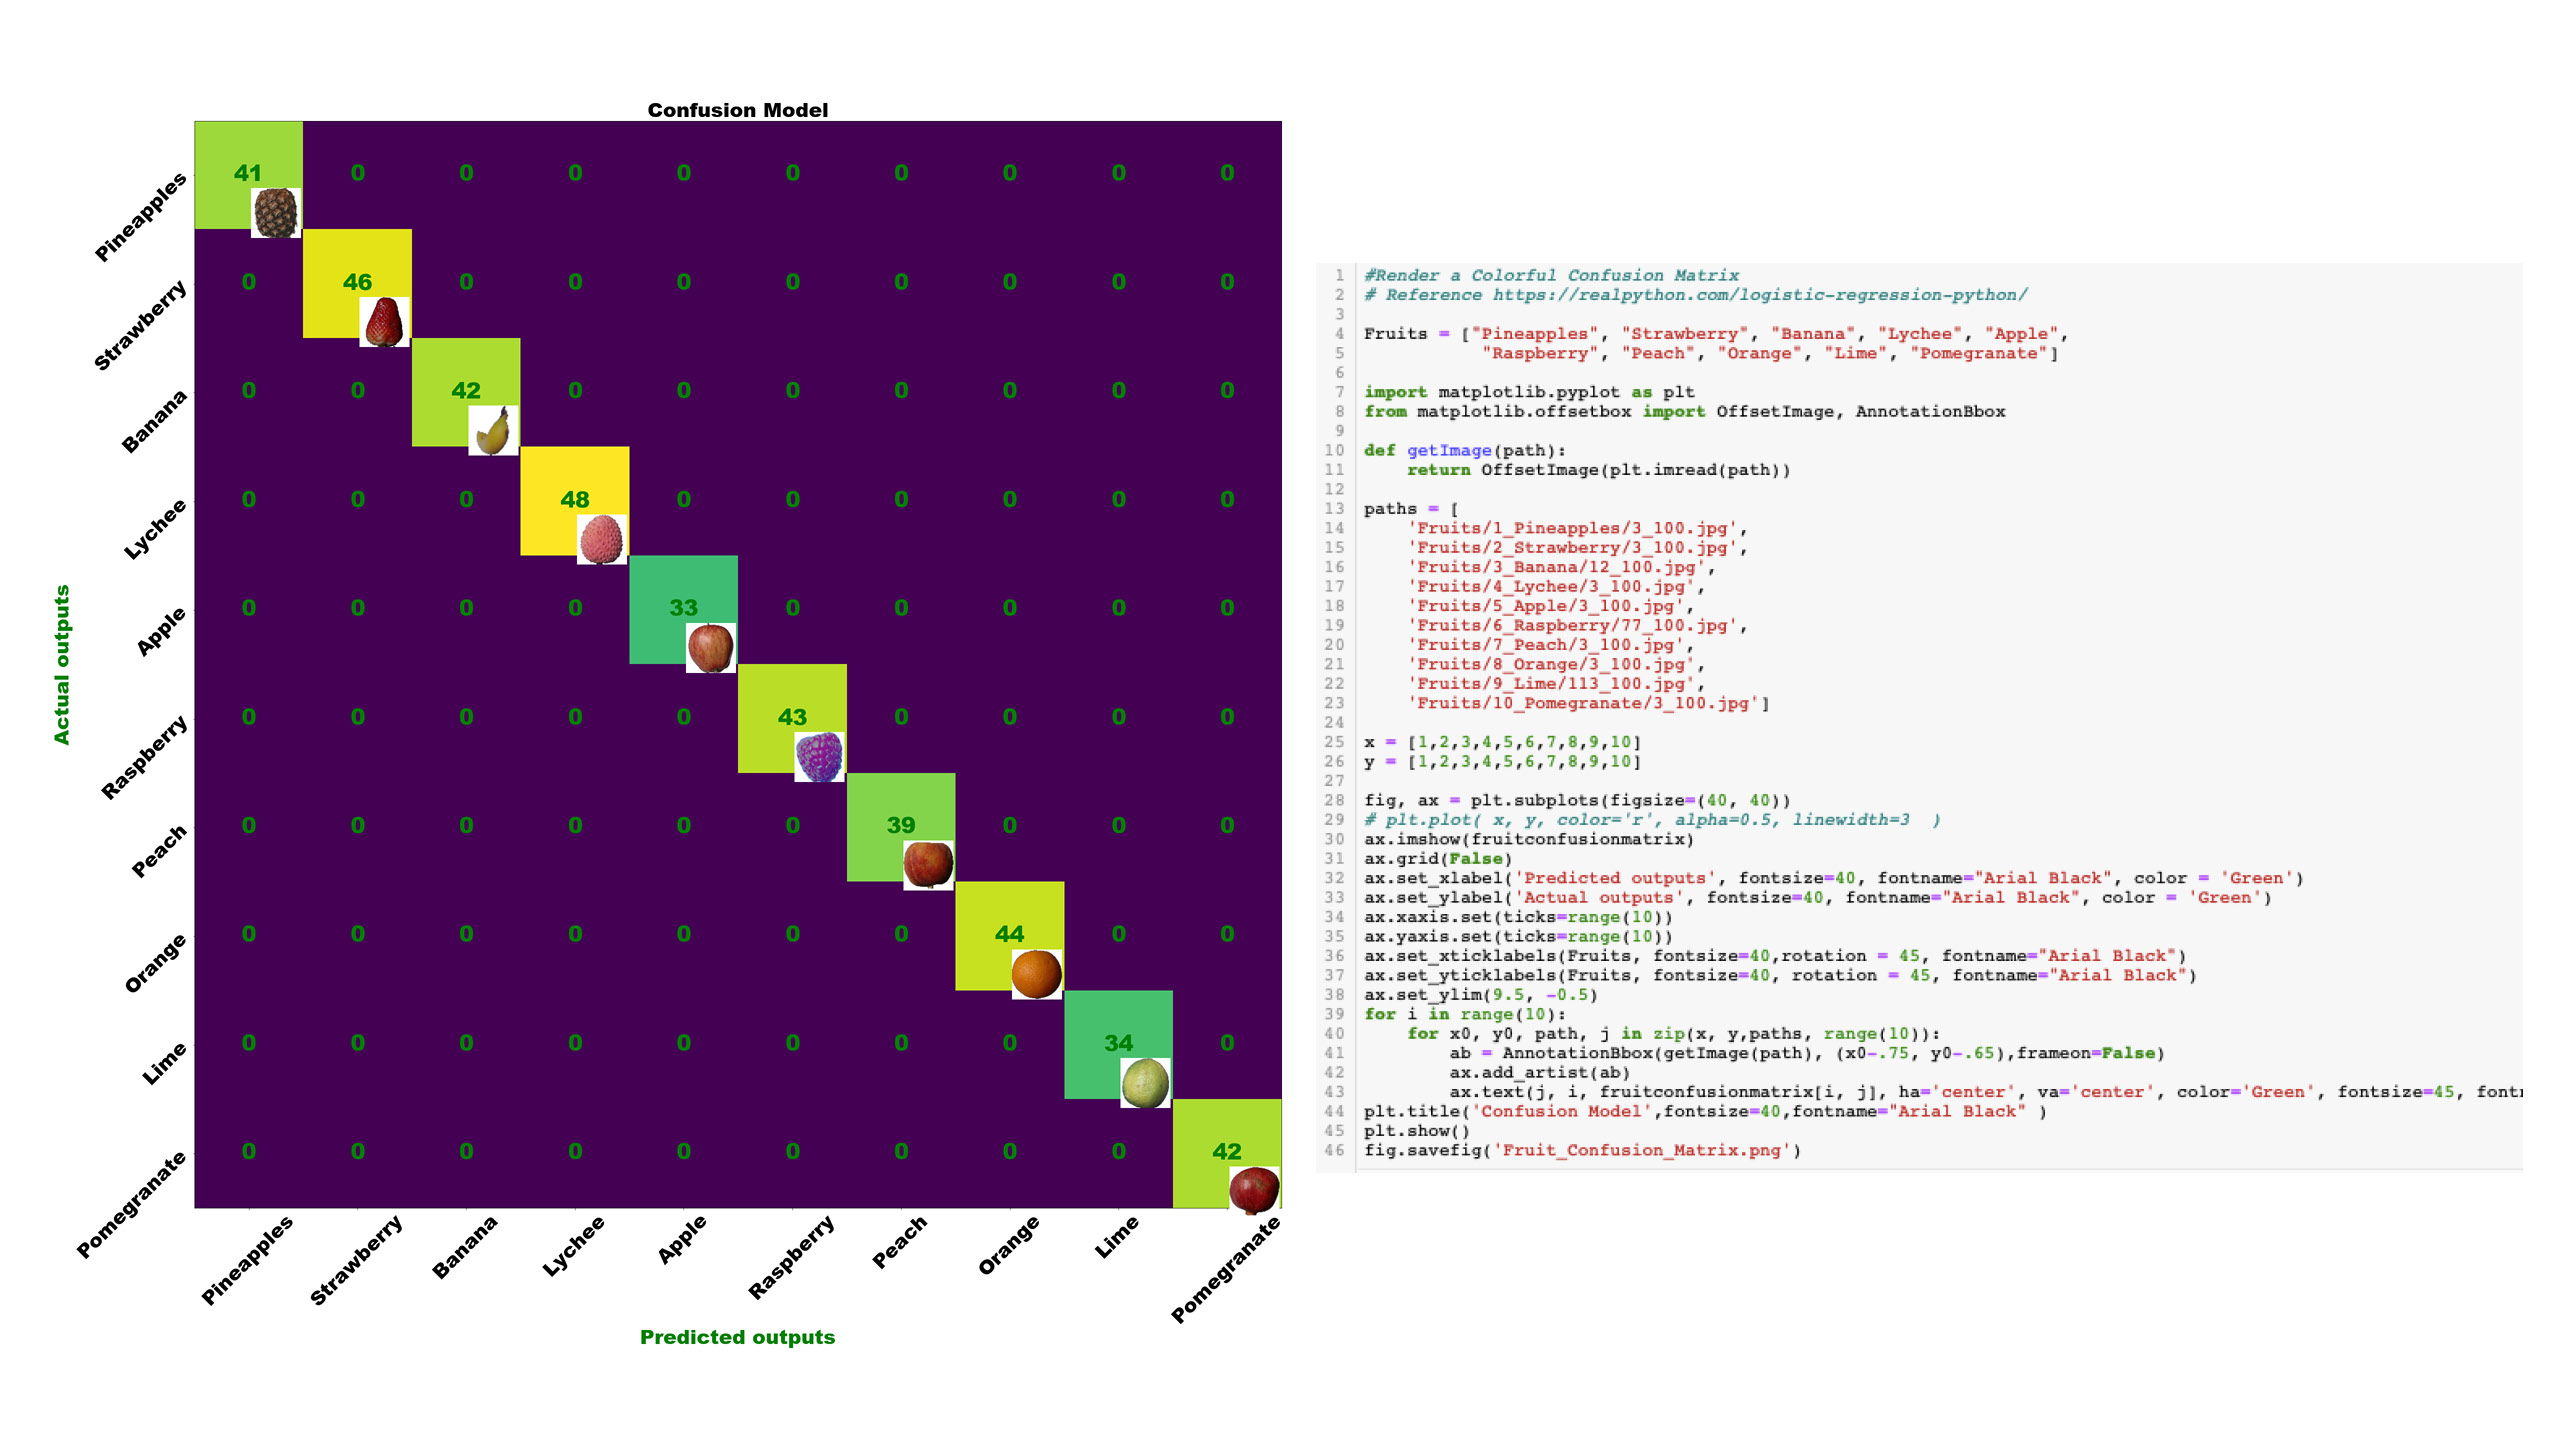 Confusion Model
Pineapples 41 0 0 0 0 0 0 0 0 0
Strawberry 0 46 0 0 0 0 0 0 0 0
Banana 0 0 42 0 0 0 0 0 0 0
Lychee 0 0 0 48 0 0 0 0 0 0
Apple 0 0 0 0 33 0 0 0 0 0
Raspberry 0 0 0 0 0 43 0 0 0 0
Peach 0 0 0 0 0 0 39 0 0 0
Orange 0 0 0 0 0 0 0 44 0 0
Lime 0 0 0 0 0 0 0 0 34 0
Pomegranate 0 0 0 0 0 0 0 0 0 42
Actual outputs
Pineapples Strawberry Banana Lychee Apple Raspberry Peach Orange Lime Pomegranate
Predicted outputs
1 #Render a Colorful Confusion Matrix
2 # Reference https://realpython.com/logistic-regression-python/
3
4 Fruits = ["Pineapples", "Strawberry", "Banana", "Lychee", "Apple",
5 "Raspberry", "Peach", "Orange", "Lime", "Pomegranate"]
6
7 import matplotlib.pyplot as plt
8 from matplotlib.offsetbox import OffsetImage, AnnotationBbox
9
10 def getImage(path):
11 return OffsetImage(plt.imread(path))
12
13 paths = [
14 'Fruits/1_Pineapples/3_100.jpg',
15 'Fruits/2_Strawberry/3_100.jpg',
16 'Fruits/3_Banana/12_100.jpg',
17 'Fruits/4_Lychee/3_100.jpg',
18 'Fruits/5_Apple/3_100.jpg',
19 'Fruits/6_Raspberry/77_100.jpg',
20 'Fruits/7_Peach/3_100.jpg',
21 'Fruits/8_Orange/3_100.jpg',
22 'Fruits/9_Lime/113_100.jpg',
23 'Fruits/10_Pomegranate/3_100.jpg']
24
25 x = [1,2,3,4,5,6,7,8,9,10]
26 y = [1,2,3,4,5,6,7,8,9,10]
27
28 fig, ax = plt.subplots(figsize=(40, 40))
29 # plt.plot( x, y, color='r', alpha=0.5, linewidth=3  )
30 ax.imshow(fruitconfusionmatrix)
31 ax.grid(False)
32 ax.set_xlabel('Predicted outputs', fontsize=40, fontname="Arial Black", color = 'Green')
33 ax.set_ylabel('Actual outputs', fontsize=40, fontname="Arial Black", color = 'Green')
34 ax.xaxis.set(ticks=range(10))
35 ax.yaxis.set(ticks=range(10))
36 ax.set_xticklabels(Fruits, fontsize=40,rotation = 45, fontname="Arial Black")
37 ax.set_yticklabels(Fruits, fontsize=40, rotation = 45, fontname="Arial Black")
38 ax.set_ylim(9.5, -0.5)
39 for i in range(10):
40 for x0, y0, path, j in zip(x, y,paths, range(10)):
41 ab = AnnotationBbox(getImage(path), (x0-.75, y0-.65),frameon=False)
42 ax.add_artist(ab)
43 ax.text(j, i, fruitconfusionmatrix[i, j], ha='center', va='center', color='Green', fontsize=45,
44 plt.title('Confusion Model',fontsize=40,fontname="Arial Black" )
45 plt.show()
46 fig.savefig('Fruit_Confusion_Matrix.png')